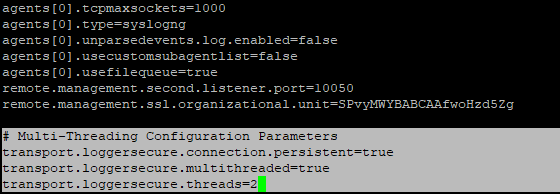 agents[0].tcpmaxsockets=1000
agents[0].type=syslogng
agents[0].unparsedevents.log.enabled=false
agents[0].usecustomsubagentlist=false
agents[0].usefilequeue=true
remote.management.second.listener.port=10050
remote.management.ssl.organizational.unit=SPvyMWYBABCAAfwoHzd5Zg
# Multi-Threading Configuration Parameters
transport.loggersecure.connection.persistent=true
transport.loggersecure.multithreaded=true
transport.loggersecure.threads=2